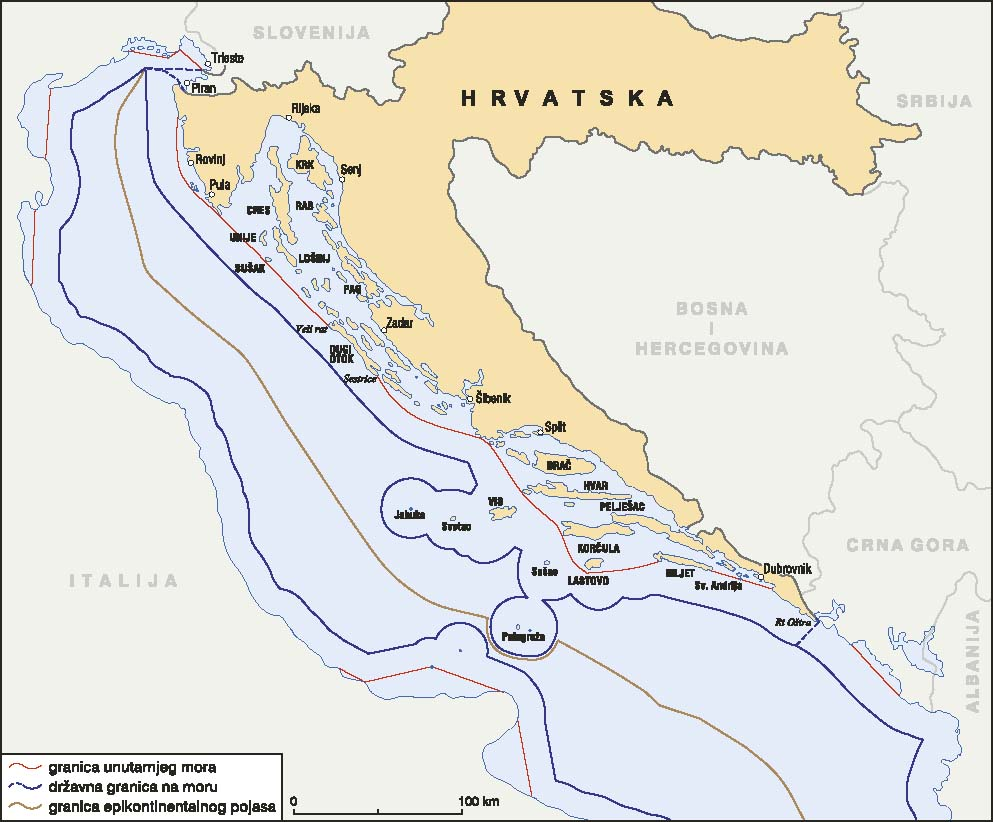 SLOVENIJA
Trieste
Piran
HRVATSKA
SRBIJA
Rijeka
Rovinj
KRK
Senj
Pula
CRES
RAB
UNIJE
LOŠINJ
SUSAK
PAG
BOSNA
I
HERCEGOVINA
Veli rat
Zadar
DUGI
OTOK
Sestrice
Šibenik
Split
BRAČ
HVAR
VIS
PELJEŠAC
Jabuka
Svetac
KORČULA
CRNA GORA
ITALIJA
Sušac
LASTOVO
MLJET
Dubrovnik
Sv. Andrija
Rt Oštra
Palagruža
ALBANIJA
granica unutarnjeg mora
državna granica na moru
granica epikontinentalnog pojasa
0 100 km